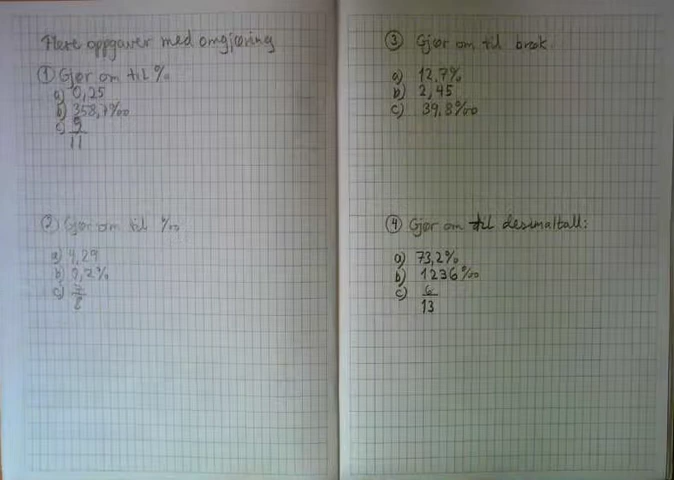 Flere oppgaver med omgjøring
① Gjør om til %
a) 0,25
b) 358,7‰
c) 9/11
② Gjør om til ‰
a) 4,29
b) 9,2%
c) 7/8
③ Gjør om til brøk
a) 12,7%
b) 2,45
c) 39,8‰
④ Gjør om til desimaltall:
a) 73,2%
b) 1236‰
c) 6/13